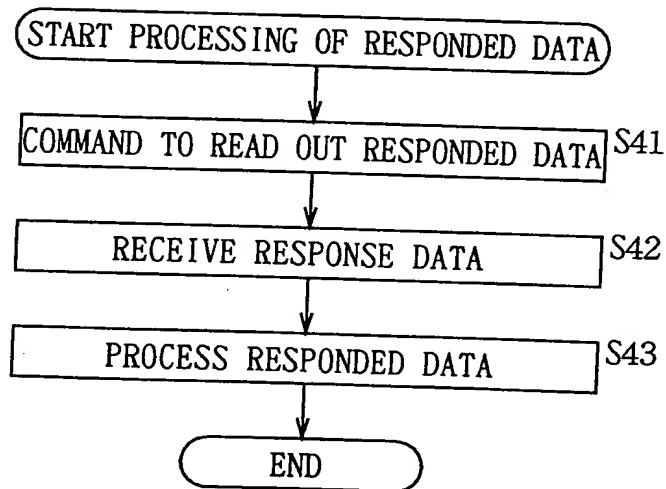 START PROCESSING OF RESPONDED DATA
COMMAND TO READ OUT RESPONDED DATA S41
RECEIVE RESPONSE DATA S42
PROCESS RESPONDED DATA S43
END